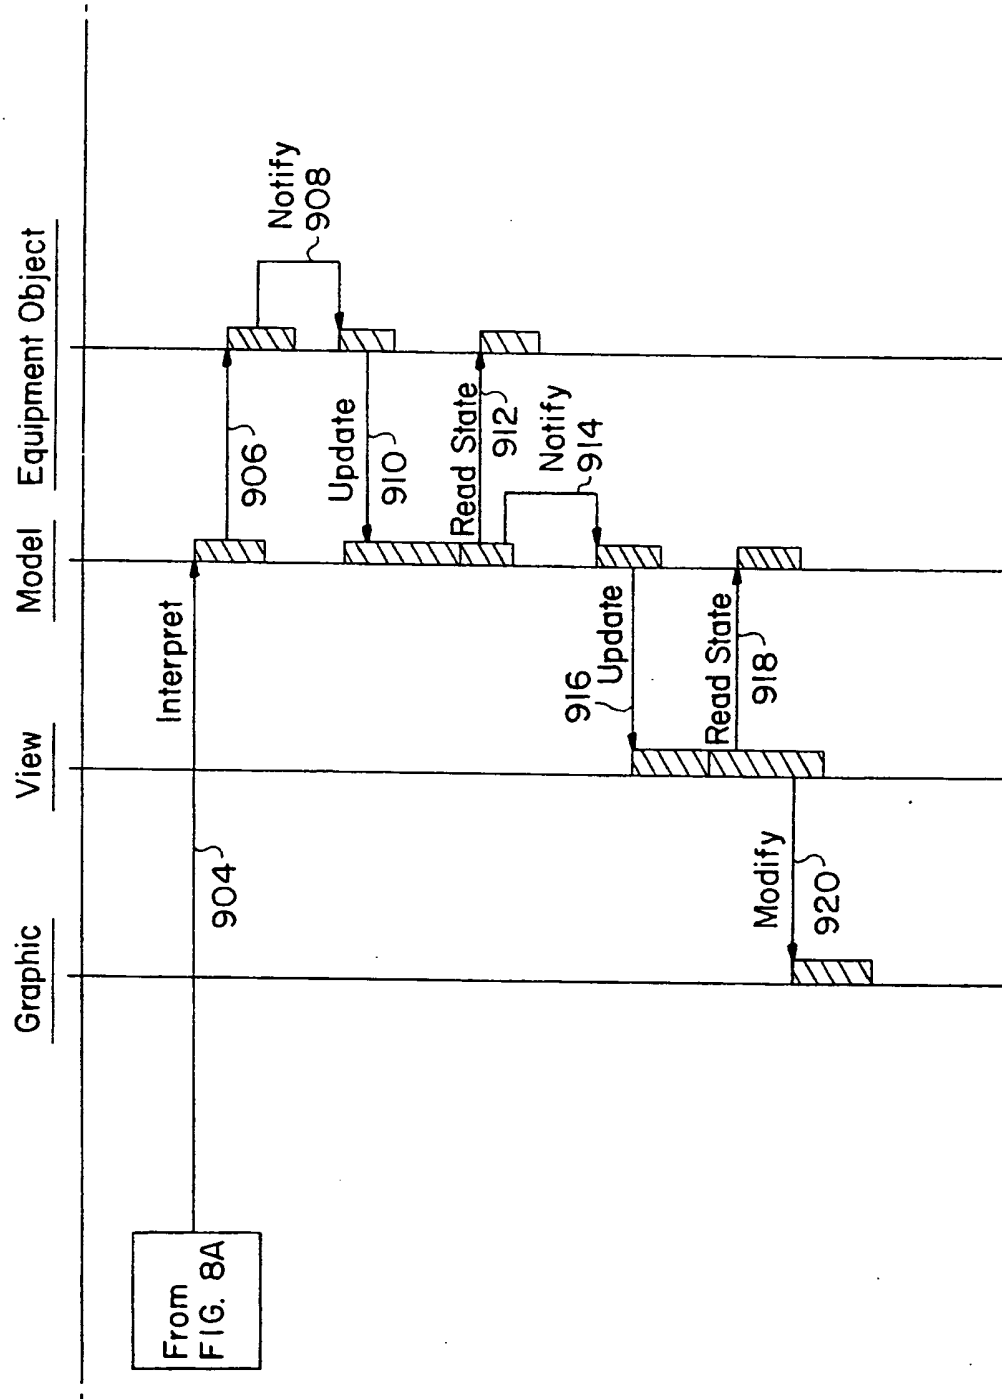 Graphic
View
Model
Equipment Object
From
FIG. 8A
904
Interpret
906
Notify
908
Update
910
Read State
912
Notify
914
916
Update
Read State
918
Modify
920